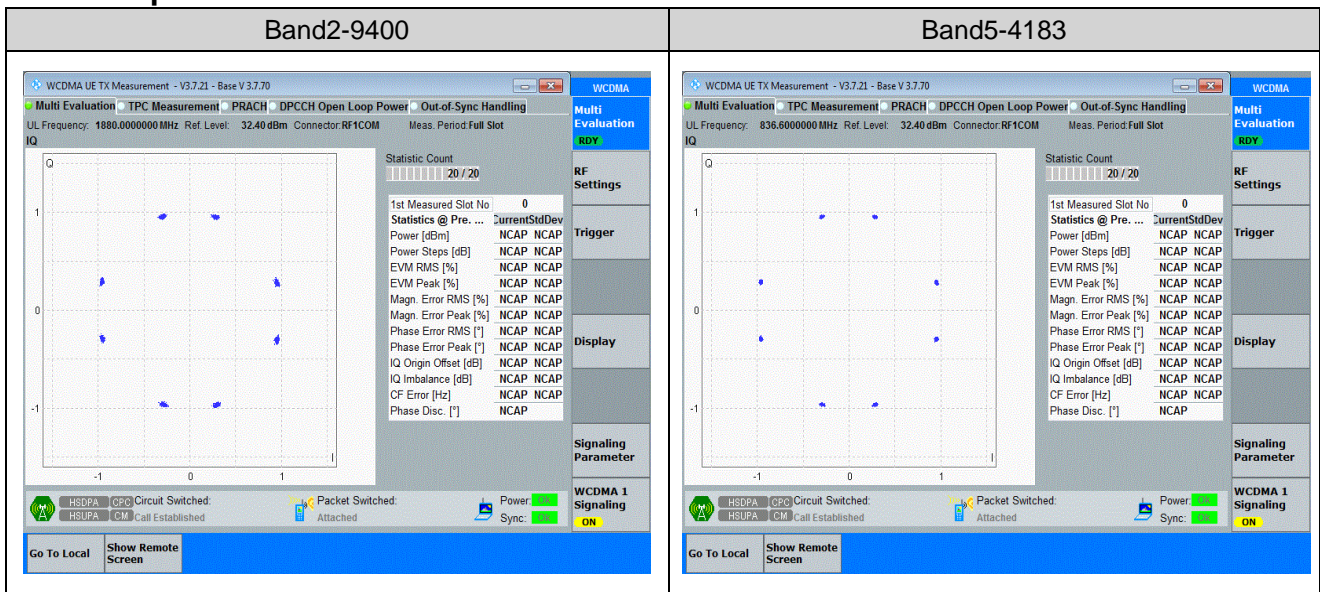 Band2-9400
Band5-4183
WCDMA UE TX Measurement - V3.7.21 - Base V 3.7.70
WCDMA
Multi Evaluation TPC Measurement PRACH DPCCH Open Loop Power Out-of-Sync Handling
Multi Evaluation
RDY
UL Frequency: 1880.0000000 MHz Ref. Level: 32.40 dBm Connector: RF1COM Meas. Period: Full Slot
IQ
Q
Statistic Count
20 / 20
RF Settings
1st Measured Slot No 0
Statistics @ Pre. ... CurrentStdDev
1
Trigger
Power [dBm] NCAP NCAP
Power Steps [dB] NCAP NCAP
EVM RMS [%] NCAP NCAP
EVM Peak [%] NCAP NCAP
Magn. Error RMS [%] NCAP NCAP
0
Magn. Error Peak [%] NCAP NCAP
Phase Error RMS [°] NCAP NCAP
Phase Error Peak [°] NCAP NCAP
Display
IQ Origin Offset [dB] NCAP NCAP
IQ Imbalance [dB] NCAP NCAP
CF Error [Hz] NCAP NCAP
-1
Phase Disc. [°] NCAP
I
Signaling Parameter
-1 0 1
HSDPA CPC Circuit Switched:
HSUPA CM Call Established
Packet Switched:
Attached
Power: Ok
Sync: Ok
WCDMA 1 Signaling
ON
Go To Local
Show Remote Screen
WCDMA UE TX Measurement - V3.7.21 - Base V 3.7.70
WCDMA
Multi Evaluation TPC Measurement PRACH DPCCH Open Loop Power Out-of-Sync Handling
Multi Evaluation
RDY
UL Frequency: 836.6000000 MHz Ref. Level: 32.40 dBm Connector: RF1COM Meas. Period: Full Slot
IQ
Q
Statistic Count
20 / 20
RF Settings
1st Measured Slot No 0
Statistics @ Pre. ... CurrentStdDev
1
Trigger
Power [dBm] NCAP NCAP
Power Steps [dB] NCAP NCAP
EVM RMS [%] NCAP NCAP
EVM Peak [%] NCAP NCAP
Magn. Error RMS [%] NCAP NCAP
0
Magn. Error Peak [%] NCAP NCAP
Phase Error RMS [°] NCAP NCAP
Phase Error Peak [°] NCAP NCAP
Display
IQ Origin Offset [dB] NCAP NCAP
IQ Imbalance [dB] NCAP NCAP
CF Error [Hz] NCAP NCAP
-1
Phase Disc. [°] NCAP
I
Signaling Parameter
-1 0 1
HSDPA CPC Circuit Switched:
HSUPA CM Call Established
Packet Switched:
Attached
Power: Ok
Sync: Ok
WCDMA 1 Signaling
ON
Go To Local
Show Remote Screen